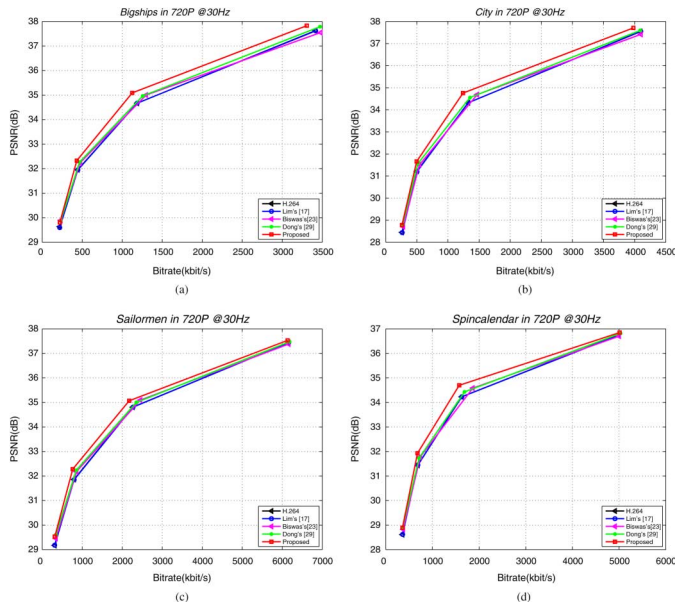 Bigships in 720P @30Hz
38
37
36
35
34
33
32
31
30
29
PSNR(dB)
0 500 1000 1500 2000 2500 3000 3500
Bitrate(kbit/s)
H.264
Lim's [17]
Biswas's[23]
Dong's [29]
Proposed
(a)
City in 720P @30Hz
38
37
36
35
34
33
32
31
30
29
28
PSNR(dB)
0 500 1000 1500 2000 2500 3000 3500 4000 4500
Bitrate(kbit/s)
H.264
Lim's [17]
Biswas's[23]
Dong's [29]
Proposed
(b)
Sailormen in 720P @30Hz
38
37
36
35
34
33
32
31
30
29
PSNR(dB)
0 1000 2000 3000 4000 5000 6000 7000
Bitrate(kbit/s)
H.264
Lim's [17]
Biswas's[23]
Dong's [29]
Proposed
(c)
Spincalendar in 720P @30Hz
37
36
35
34
33
32
31
30
29
28
PSNR(dB)
0 1000 2000 3000 4000 5000 6000
Bitrate(kbit/s)
H.264
Lim's [17]
Biswas's[23]
Dong's [29]
Proposed
(d)